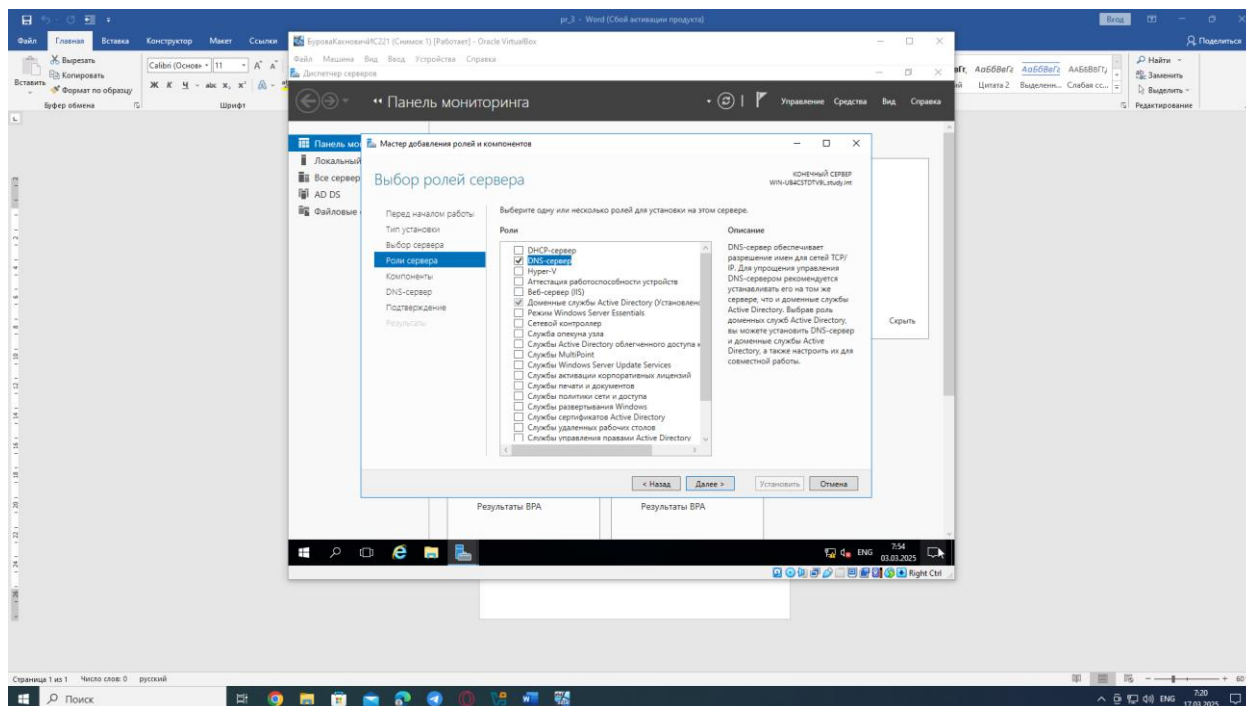 pr_3 - Word (Сбой активации продукта)
Вход
Файл Главная Вставка Конструктор Макет Ссылки
Поделиться
Вырезать
Копировать
Формат по образцу
Вставить
Буфер обмена
Calibri (Основ 11
Ж К Ч abc x, x'
Шрифт
АаБбВвГг АаБбВвГг ААББВВГГ,
Цитата 2 Выделенн... Слабая сс...
Найти
Заменить
Выделить
Редактирование
БуроваКахновичИС221 (Снимок 1) [Работает] - Oracle VirtualBox
Файл Машина Вид Ввод Устройства Справка
Диспетчер серверов
Панель мониторинга
Управление Средства Вид Справка
Панель мо
Локальный
Все сервер
AD DS
Файловые
Мастер добавления ролей и компонентов
Выбор ролей сервера
КОНЕЧНЫЙ СЕРВЕР
Перед началом работы
Тип установки
Выбор сервера
Роли сервера
Компоненты
DNS-сервер
Подтверждение
Результаты
Выберите одну или несколько ролей для установки на этом сервере.
Роли
DHCP-сервер
DNS-сервер
Hyper-V
Аттестация работоспособности устройств
Веб-сервер (IIS)
Доменные службы Active Directory (Установлено
Режим Windows Server Essentials
Сетевой контроллер
Служба опекуна узла
Службы Active Directory облегченного доступа к
Службы MultiPoint
Службы Windows Server Update Services
Службы активации корпоративных лицензий
Службы печати и документов
Службы политики сети и доступа
Службы развертывания Windows
Службы сертификатов Active Directory
Службы удаленных рабочих столов
Службы управления правами Active Directory
Описание
DNS-сервер обеспечивает
разрешение имен для сетей TCP/
IP. Для упрощения управления
DNS-сервером рекомендуется
устанавливать его на том же
сервере, что и доменные службы
Active Directory. Выбрав роль
доменных служб Active Directory,
вы можете установить DNS-сервер
и доменные службы Active
Directory, а также настроить их для
совместной работы.
Скрыть
< Назад Далее > Установить Отмена
Результаты BPA Результаты BPA
ENG 7:54
03.03.2025
Right Ctrl
Страница 1 из 1 Число слов: 0 русский
60
Поиск
ENG 7:20
17.03.2025